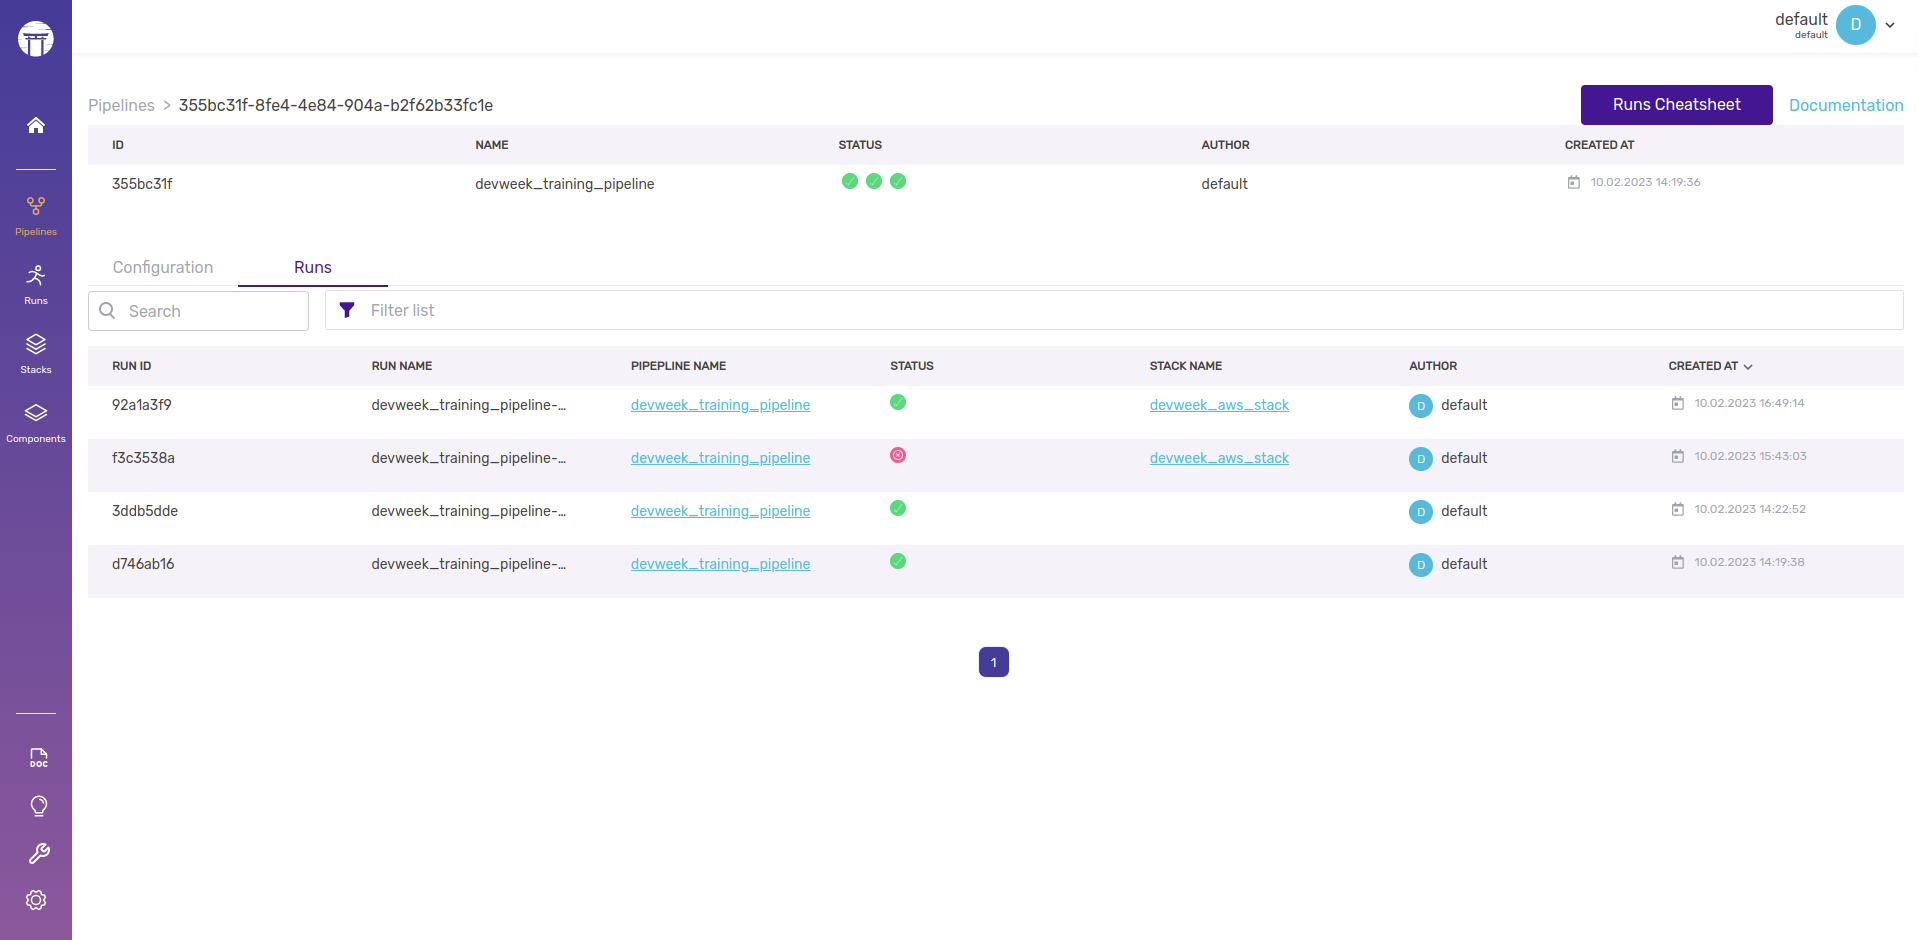 default
default
D
Pipelines > 355bc31f-8fe4-4e84-904a-b2f62b33fc1e
Runs Cheatsheet
Documentation
ID NAME STATUS AUTHOR CREATED AT
355bc31f devweek_training_pipeline default 10.02.2023 14:19:36
Configuration Runs
Search
Filter list
RUN ID RUN NAME PIPEPLINE NAME STATUS STACK NAME AUTHOR CREATED AT
92a1a3f9 devweek_training_pipeline-... devweek_training_pipeline devweek_aws_stack D default 10.02.2023 16:49:14
f3c3538a devweek_training_pipeline-... devweek_training_pipeline devweek_aws_stack D default 10.02.2023 15:43:03
3ddb5dde devweek_training_pipeline-... devweek_training_pipeline D default 10.02.2023 14:22:52
d746ab16 devweek_training_pipeline-... devweek_training_pipeline D default 10.02.2023 14:19:38
1
Pipelines
Runs
Stacks
Components
DOC